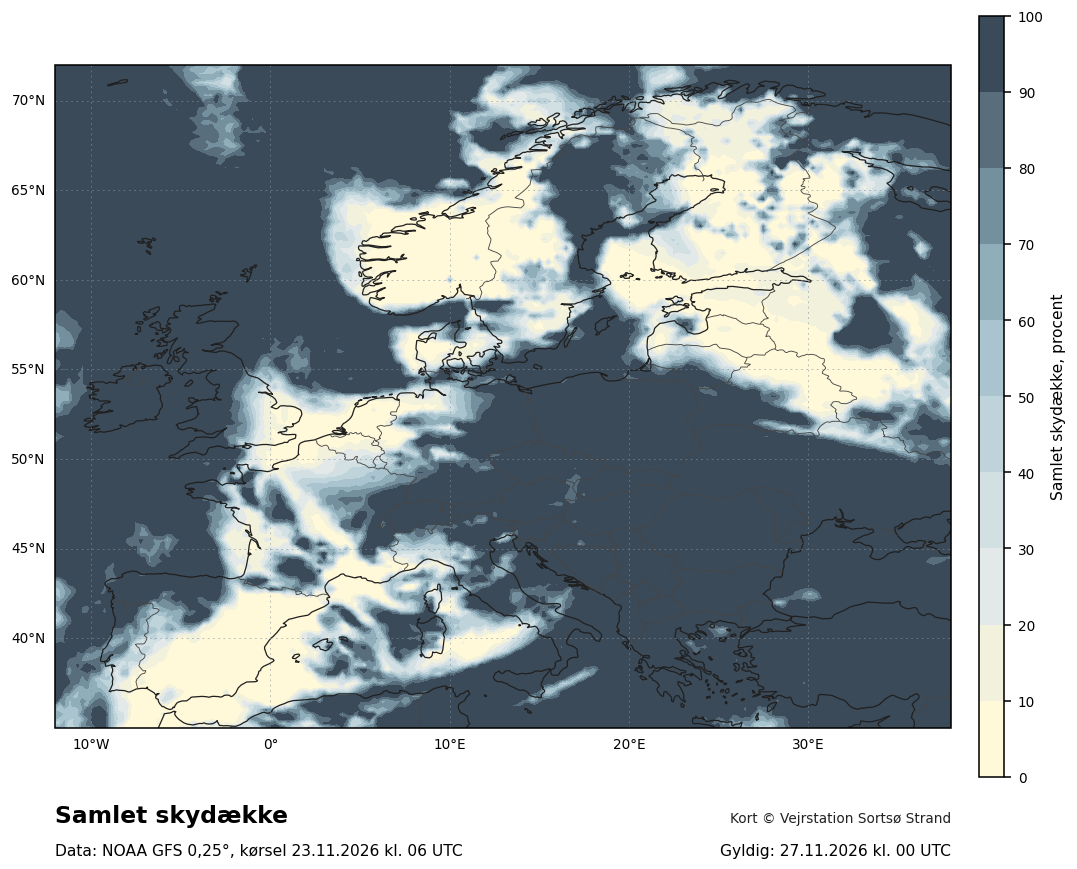 100
90
80
70
60
50
40
30
20
10
0
Samlet skydække, procent
70°N
65°N
60°N
55°N
50°N
45°N
40°N
10°W
0°
10°E
20°E
30°E
Samlet skydække
Kort © Vejrstation Sortsø Strand
Data: NOAA GFS 0,25°, kørsel 23.11.2026 kl. 06 UTC
Gyldig: 27.11.2026 kl. 00 UTC